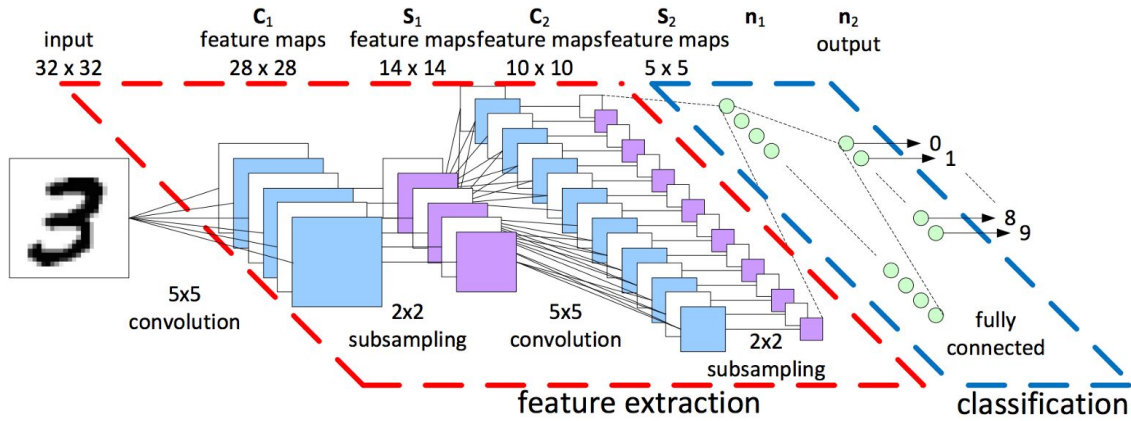 C1 S1 C2 S2 n1 n2
input feature maps feature maps feature maps feature maps output
32 x 32 28 x 28 14 x 14 10 x 10 5 x 5
0
1
3
8
9
5x5
convolution
2x2
subsampling
5x5
convolution
2x2
subsampling
fully
connected
feature extraction
classification